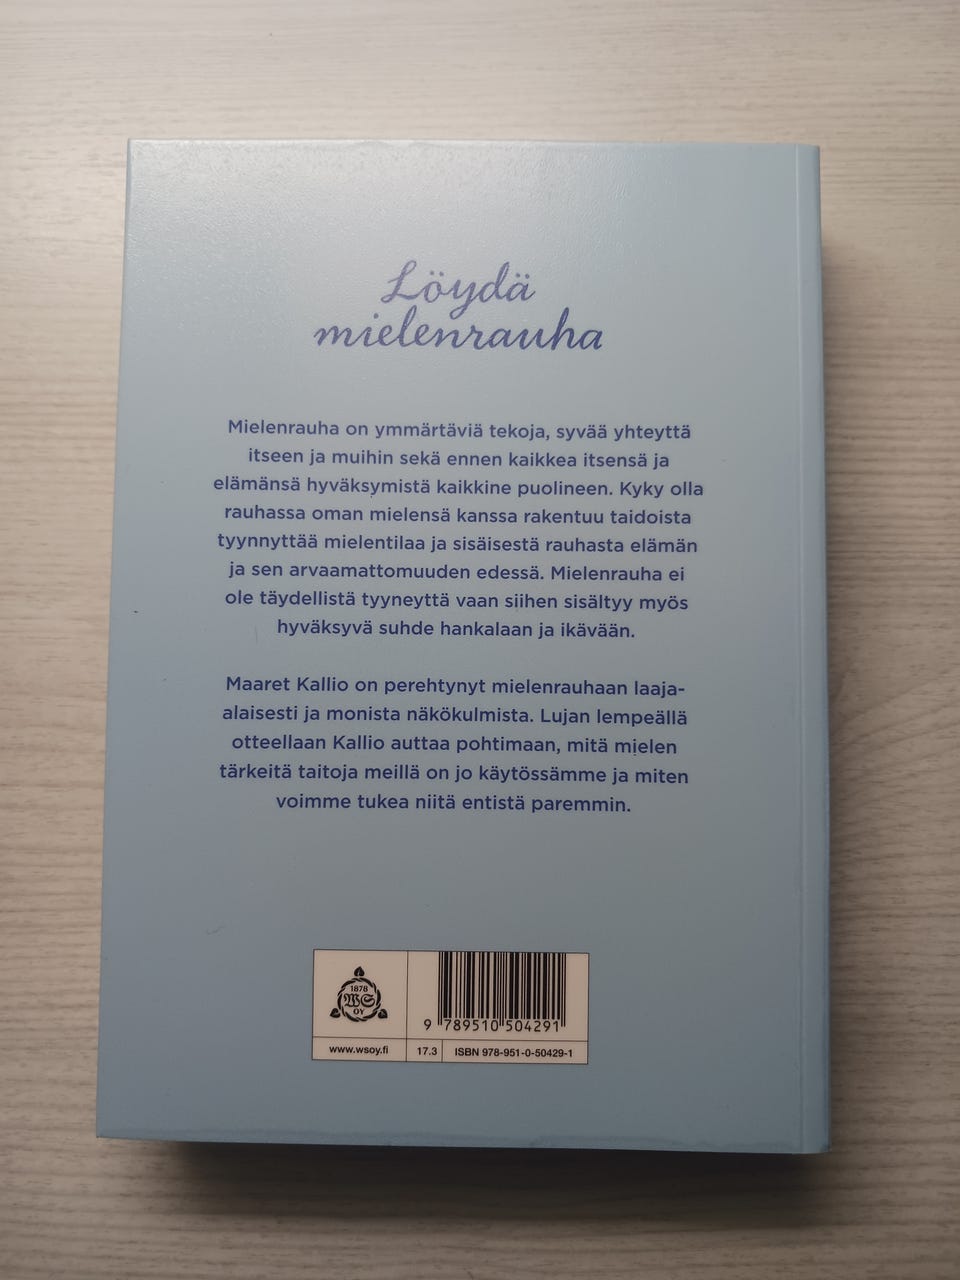 Löydä
mielenrauha
Mielenrauha on ymmärtäviä tekoja, syvää yhteyttä
itseen ja muihin sekä ennen kaikkea itsensä ja
elämänsä hyväksymistä kaikkine puolineen. Kyky olla
rauhassa oman mielensä kanssa rakentuu taidoista
tyynnyttää mielentilaa ja sisäisestä rauhasta elämän
ja sen arvaamattomuuden edessä. Mielenrauha ei
ole täydellistä tyyneyttä vaan siihen sisältyy myös
hyväksyvä suhde hankalaan ja ikävään.
Maaret Kallio on perehtynyt mielenrauhaan laaja-
alaisesti ja monista näkökulmista. Lujan lempeällä
otteellaan Kallio auttaa pohtimaan, mitä mielen
tärkeitä taitoja meillä on jo käytössämme ja miten
voimme tukea niitä entistä paremmin.
1878
WS
OY
9 789510 504291
www.wsoy.fi 17.3 ISBN 978-951-0-50429-1